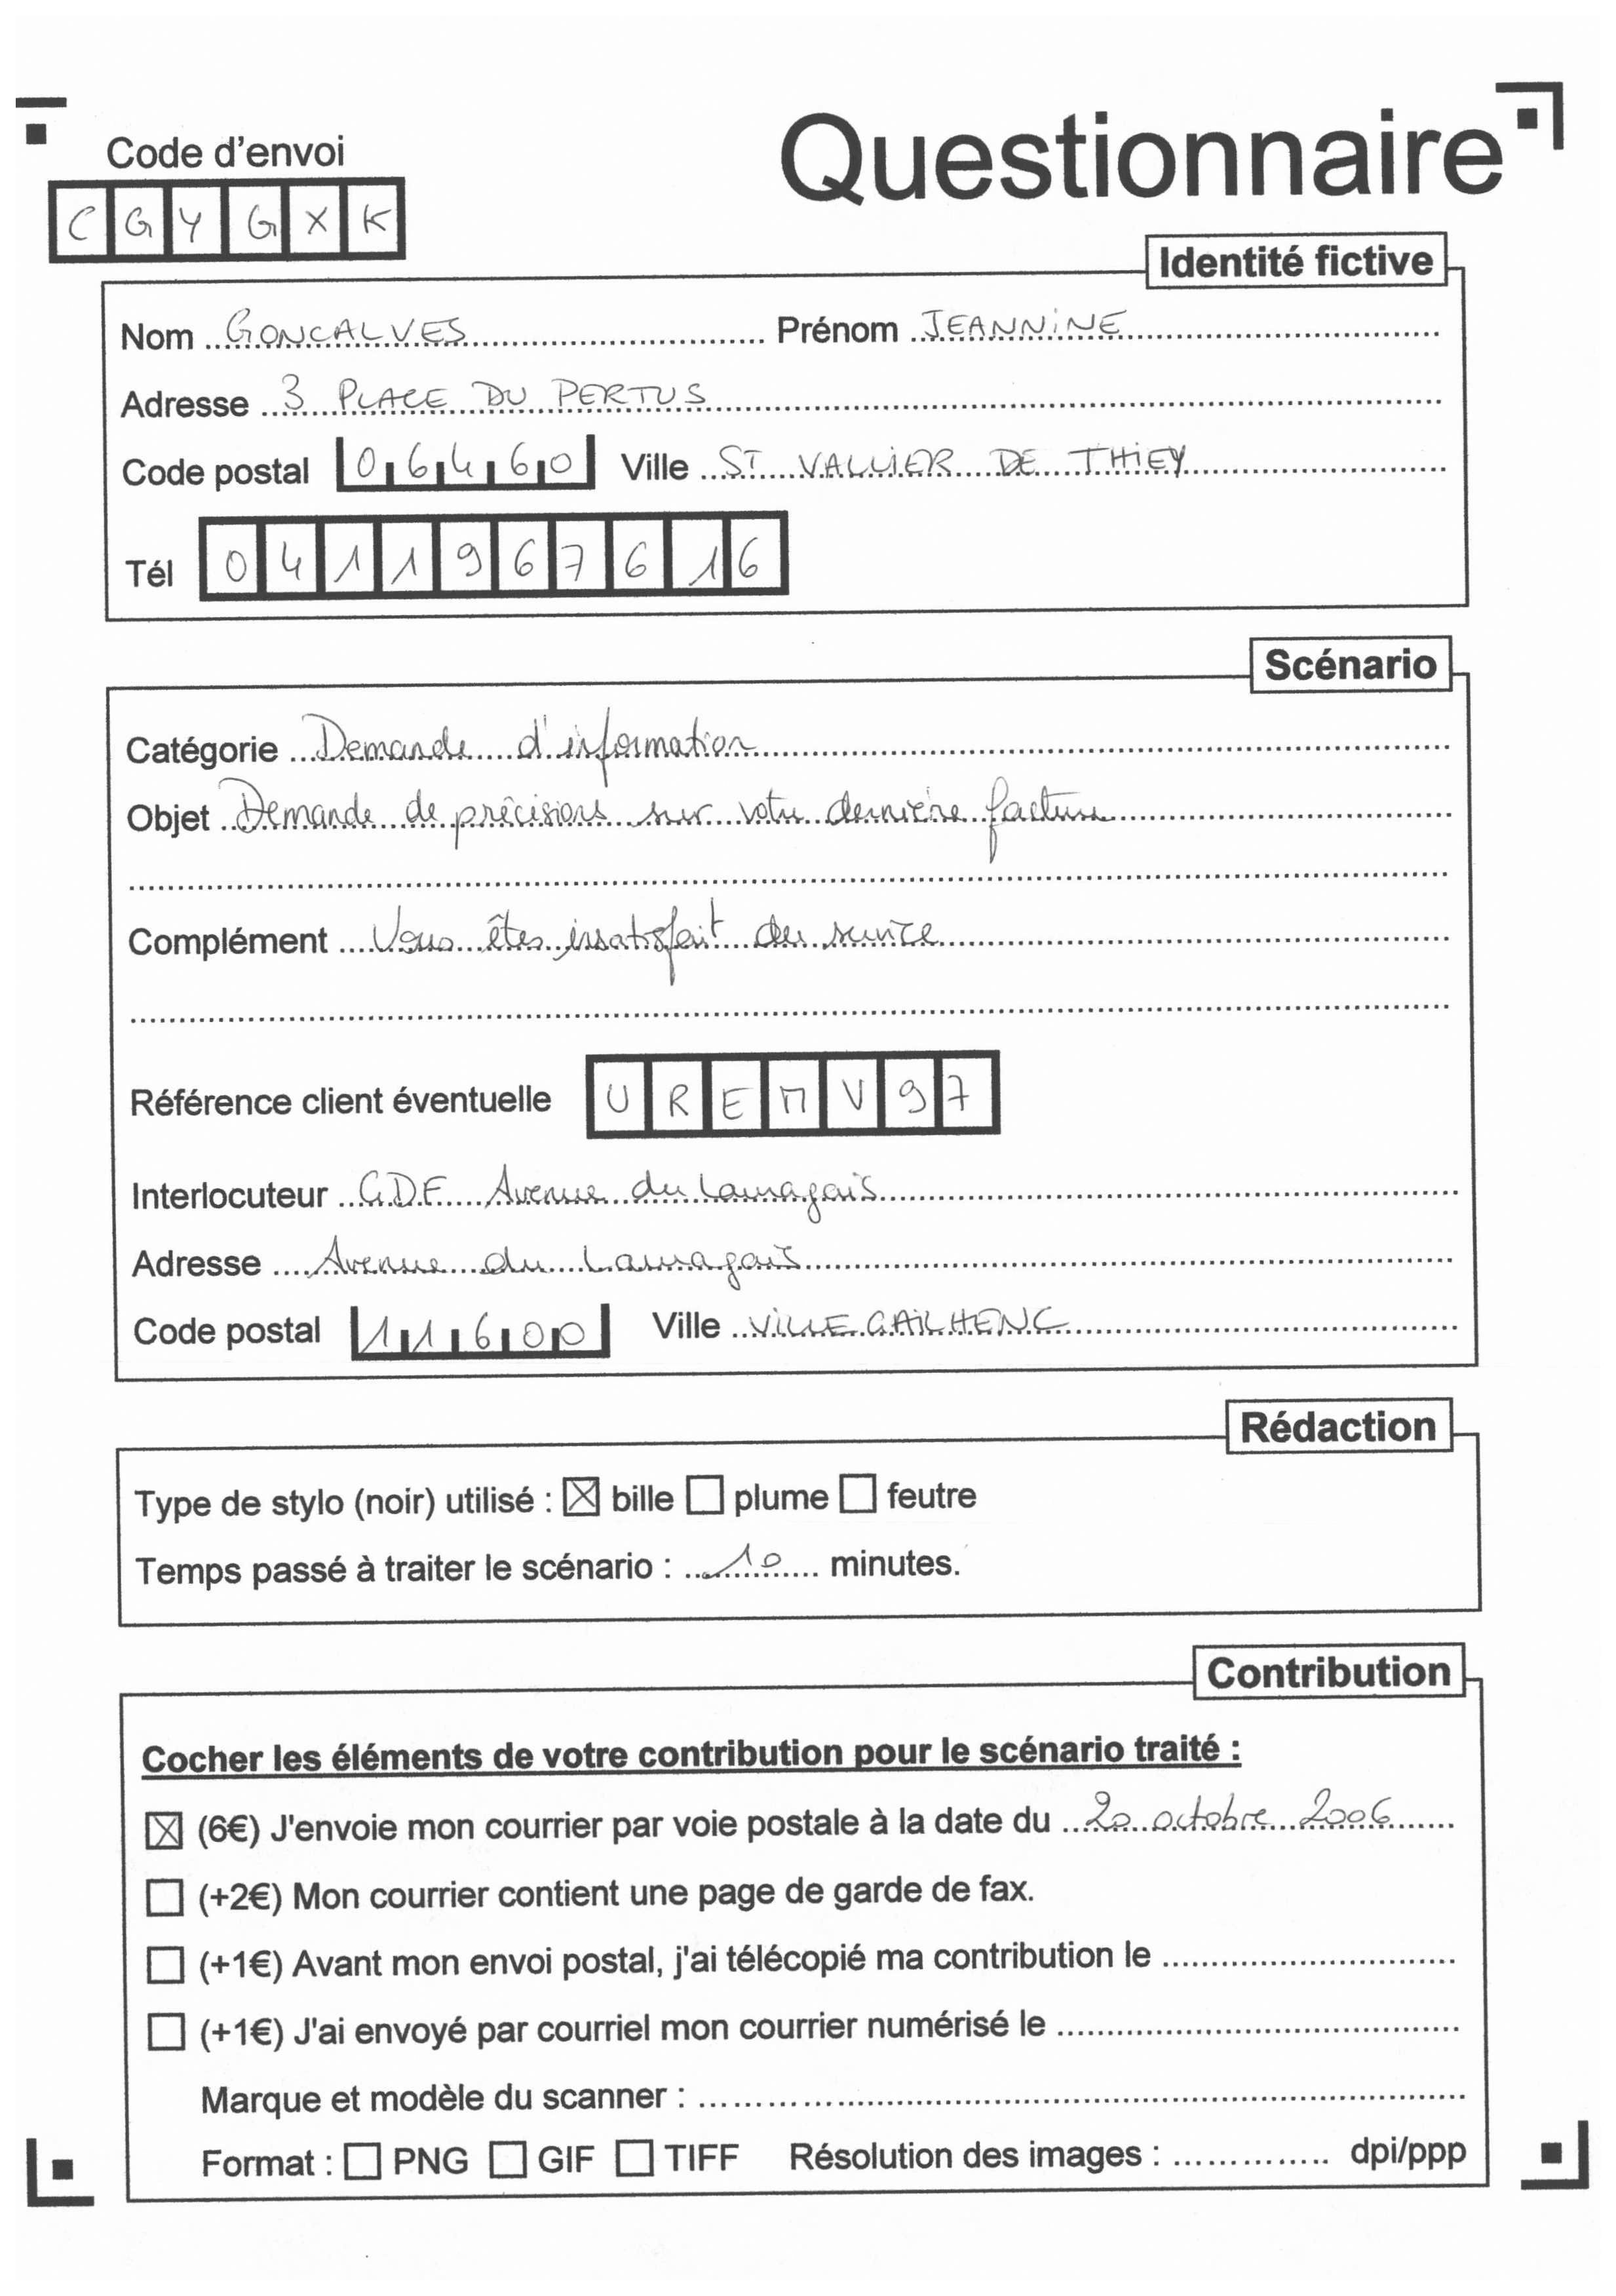 Code d'envoi
Questionnaire
C G Y G X K
Identité fictive
Nom GONCALVES Prénom JEANNINE
Adresse 3 PLACE DU PERTUS
Code postal 06460 Ville ST VALLIER DE THIEY
Tél 0411967616
Scénario
Catégorie Demande d'information
Objet Demande de précisions sur votre dernière facture
Complément Vous êtes insatisfait du service
Référence client éventuelle U R E M V 9 7
Interlocuteur GDF Avenue du Lauragais
Adresse Avenue du Lauragais
Code postal 11600 Ville VILLEGAILHENC
Rédaction
Type de stylo (noir) utilisé : ☒ bille ☐ plume ☐ feutre
Temps passé à traiter le scénario : 10 minutes.
Contribution
Cocher les éléments de votre contribution pour le scénario traité :
☒ (6€) J'envoie mon courrier par voie postale à la date du 20 octobre 2006
☐ (+2€) Mon courrier contient une page de garde de fax.
☐ (+1€) Avant mon envoi postal, j'ai télécopié ma contribution le
☐ (+1€) J'ai envoyé par courriel mon courrier numérisé le
Marque et modèle du scanner :
Format : ☐ PNG ☐ GIF ☐ TIFF Résolution des images : dpi/ppp